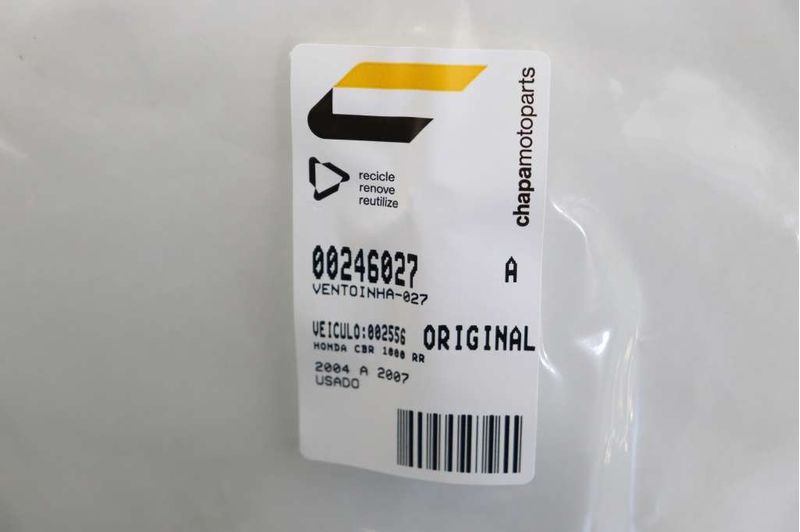 chapamotoparts
recicle
renove
reutilize
00246027 A
VENTOINHA-027
VEICULO:002556 ORIGINAL
HONDA CBR 1000 RR
2004 A 2007
USADO